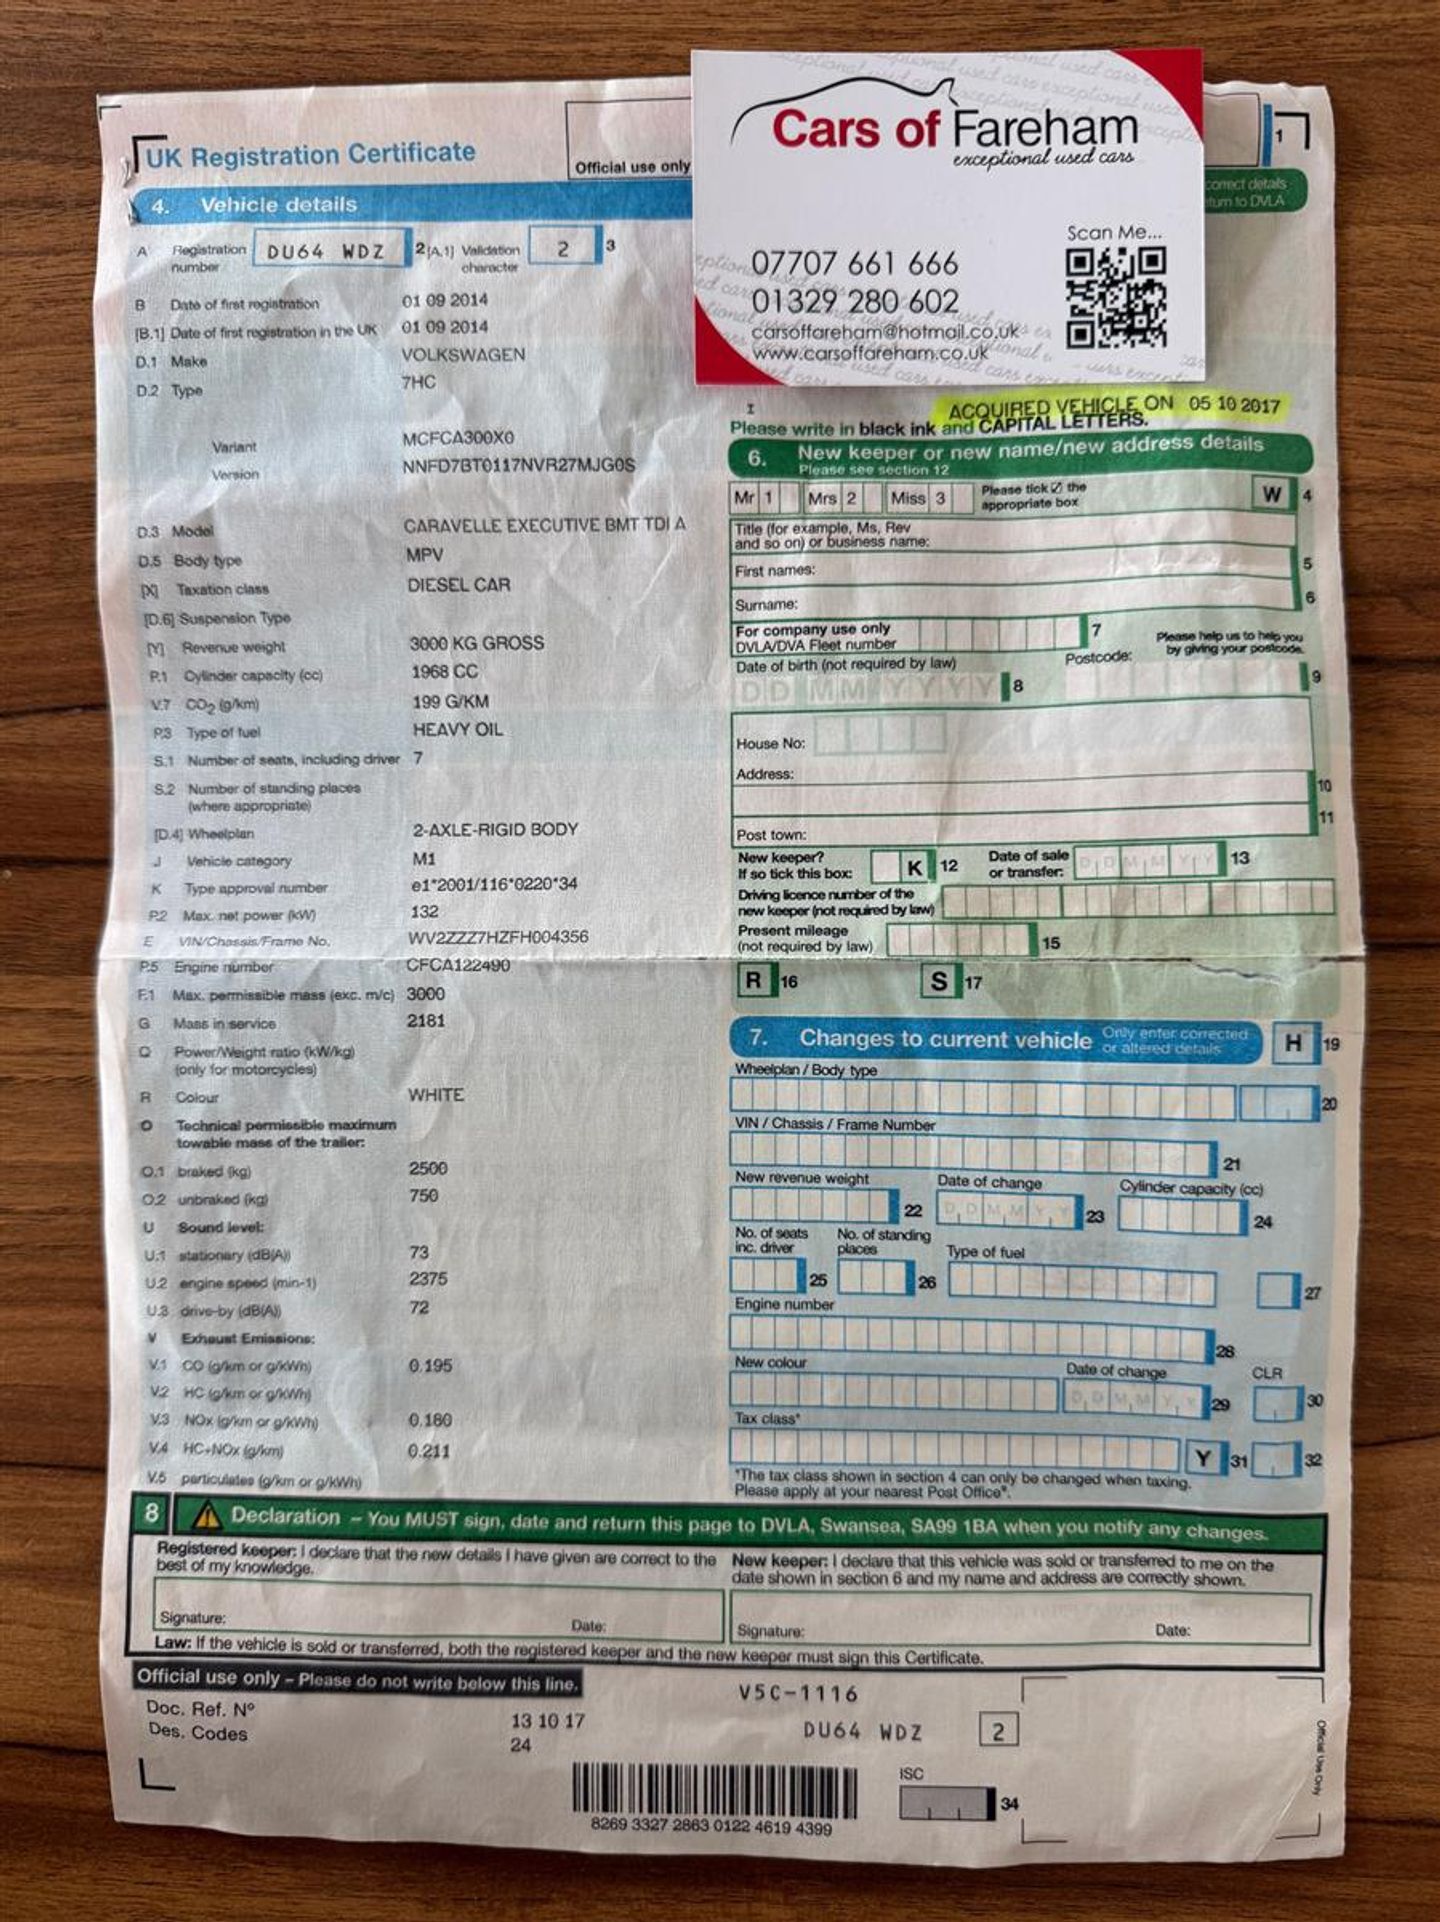 UK Registration Certificate
Official use only
1
4. Vehicle details
correct details
turn to DVLA
A Registration number DU64 WDZ 2 [A.1] Validation character 2 3
B Date of first registration 01 09 2014
[B.1] Date of first registration in the UK 01 09 2014
D.1 Make VOLKSWAGEN
D.2 Type 7HC
Variant MCFCA300X0
Version NNFD7BT0117NVR27MJG0S
D.3 Model CARAVELLE EXECUTIVE BMT TDI A
D.5 Body type MPV
[X] Taxation class DIESEL CAR
[D.6] Suspension Type
[Y] Revenue weight 3000 KG GROSS
P.1 Cylinder capacity (cc) 1968 CC
V.7 CO2 (g/km) 199 G/KM
P.3 Type of fuel HEAVY OIL
S.1 Number of seats, including driver 7
S.2 Number of standing places
(where appropriate)
[D.4] Wheelplan 2-AXLE-RIGID BODY
J Vehicle category M1
K Type approval number e1*2001/116*0220*34
P.2 Max. net power (kW) 132
E VIN/Chassis/Frame No. WV2ZZZ7HZFH004356
P.5 Engine number CFCA122490
F.1 Max. permissible mass (exc. m/c) 3000
G Mass in service 2181
Q Power/Weight ratio (kW/kg)
(only for motorcycles)
R Colour WHITE
O Technical permissible maximum
towable mass of the trailer:
O.1 braked (kg) 2500
O.2 unbraked (kg) 750
U Sound level:
U.1 stationary (dB(A)) 73
U.2 engine speed (min-1) 2375
U.3 drive-by (dB(A)) 72
V Exhaust Emissions:
V.1 CO (g/km or g/kWh) 0.195
V.2 HC (g/km or g/kWh)
V.3 NOx (g/km or g/kWh) 0.180
V.4 HC+NOx (g/km) 0.211
V.5 particulates (g/km or g/kWh)
Cars of Fareham
exceptional used cars
Scan Me...
07707 661 666
01329 280 602
carsoffareham@hotmail.co.uk
www.carsoffareham.co.uk
I
ACQUIRED VEHICLE ON 05 10 2017
Please write in black ink and CAPITAL LETTERS.
6. New keeper or new name/new address details
Please see section 12
Mr 1 Mrs 2 Miss 3 Please tick ☑ the appropriate box W 4
Title (for example, Ms, Rev
and so on) or business name:
First names: 5
Surname: 6
For company use only
DVLA/DVA Fleet number 7
Please help us to help you
by giving your postcode.
Date of birth (not required by law) Postcode:
DD MM YYYY 8 9
House No:
Address:
10
11
Post town:
New keeper?
If so tick this box: K 12 Date of sale or transfer: D D M M Y Y 13
Driving licence number of the
new keeper (not required by law)
Present mileage
(not required by law) 15
R 16 S 17
7. Changes to current vehicle Only enter corrected or altered details H 19
Wheelplan / Body type
20
VIN / Chassis / Frame Number
21
New revenue weight Date of change Cylinder capacity (cc)
22 D D M M Y Y 23 24
No. of seats inc. driver No. of standing places Type of fuel
25 26 27
Engine number
28
New colour Date of change CLR
D D M M Y Y 29 30
Tax class*
Y 31 32
*The tax class shown in section 4 can only be changed when taxing.
Please apply at your nearest Post Office®.
8 Declaration – You MUST sign, date and return this page to DVLA, Swansea, SA99 1BA when you notify any changes.
Registered keeper: I declare that the new details I have given are correct to the
best of my knowledge.
Signature: Date:
New keeper: I declare that this vehicle was sold or transferred to me on the
date shown in section 6 and my name and address are correctly shown.
Signature: Date:
Law: If the vehicle is sold or transferred, both the registered keeper and the new keeper must sign this Certificate.
Official use only – Please do not write below this line.
V5C-1116
Doc. Ref. Nº 13 10 17
DU64 WDZ 2
Des. Codes 24
ISC
34
8269 3327 2863 0122 4619 4399
Official Use Only